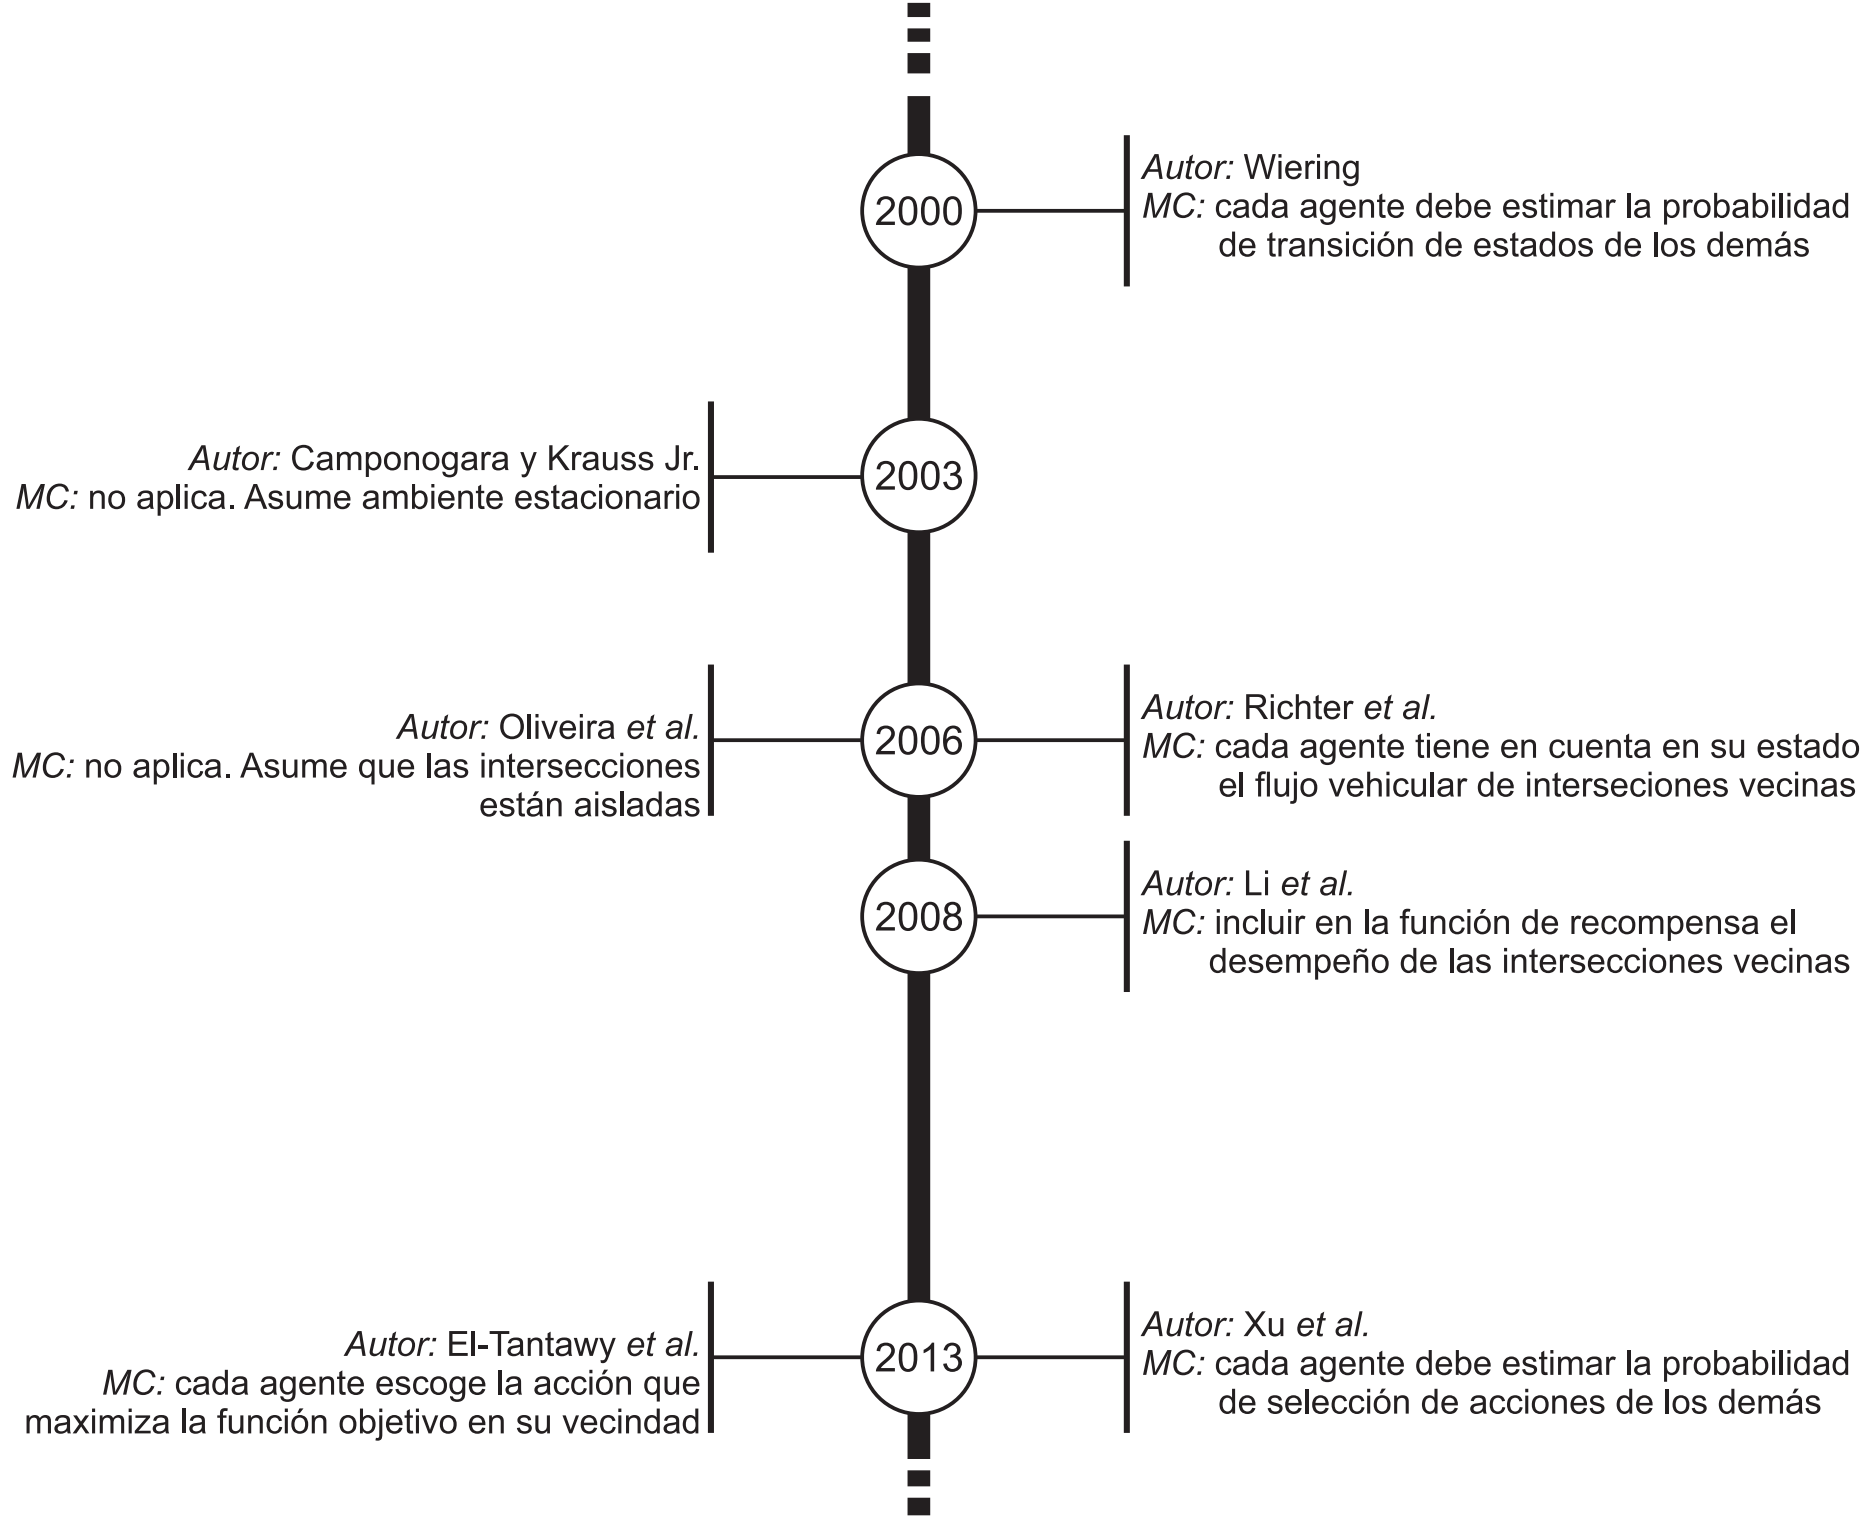 2000
Autor: Wiering
MC: cada agente debe estimar la probabilidad
de transición de estados de los demás
Autor: Camponogara y Krauss Jr.
MC: no aplica. Asume ambiente estacionario
2003
Autor: Oliveira et al.
MC: no aplica. Asume que las intersecciones
están aisladas
2006
Autor: Richter et al.
MC: cada agente tiene en cuenta en su estado
el flujo vehicular de interseciones vecinas
2008
Autor: Li et al.
MC: incluir en la función de recompensa el
desempeño de las intersecciones vecinas
Autor: El-Tantawy et al.
MC: cada agente escoge la acción que
maximiza la función objetivo en su vecindad
2013
Autor: Xu et al.
MC: cada agente debe estimar la probabilidad
de selección de acciones de los demás